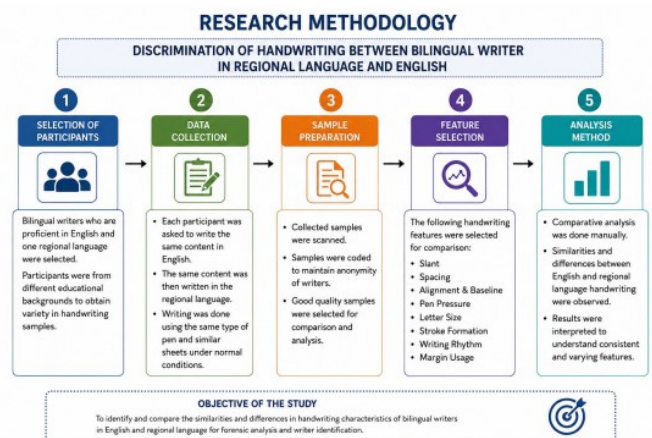 RESEARCH METHODOLOGY
DISCRIMINATION OF HANDWRITING BETWEEN BILINGUAL WRITER
IN REGIONAL LANGUAGE AND ENGLISH
1
SELECTION OF
PARTICIPANTS
Bilingual writers who are
proficient in English and
one regional language
were selected.
Participants were from
different educational
backgrounds to obtain
variety in handwriting
samples.
2
DATA
COLLECTION
• Each participant was
asked to write the
same content in
English.
• The same content was
then written in the
regional language.
• Writing was done
using the same type of
pen and similar
sheets under normal
conditions.
3
SAMPLE
PREPARATION
• Collected samples
were scanned.
• Samples were coded
to maintain anonymity
of writers.
• Good quality samples
were selected for
comparison and
analysis.
4
FEATURE
SELECTION
The following handwriting
features were selected
for comparison:
• Slant
• Spacing
• Alignment & Baseline
• Pen Pressure
• Letter Size
• Stroke Formation
• Writing Rhythm
• Margin Usage
5
ANALYSIS
METHOD
• Comparative analysis
was done manually.
• Similarities and
differences between
English and regional
language handwriting
were observed.
• Results were
interpreted to
understand consistent
and varying features.
OBJECTIVE OF THE STUDY
To identify and compare the similarities and differences in handwriting characteristics of bilingual writers
in English and regional language for forensic analysis and writer identification.